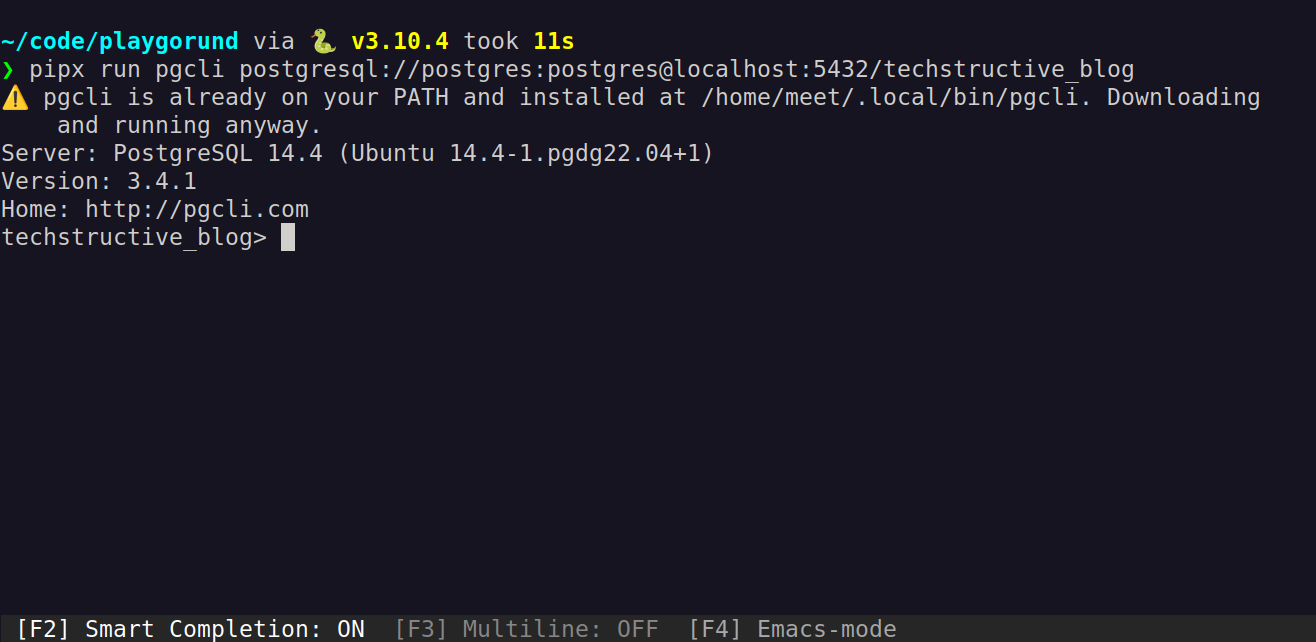 ~/code/playgorund via 🐍 v3.10.4 took 11s
❯ pipx run pgcli postgresql://postgres:postgres@localhost:5432/techstructive_blog
⚠️ pgcli is already on your PATH and installed at /home/meet/.local/bin/pgcli. Downloading
and running anyway.
Server: PostgreSQL 14.4 (Ubuntu 14.4-1.pgdg22.04+1)
Version: 3.4.1
Home: http://pgcli.com
techstructive_blog>
[F2] Smart Completion: ON [F3] Multiline: OFF [F4] Emacs-mode